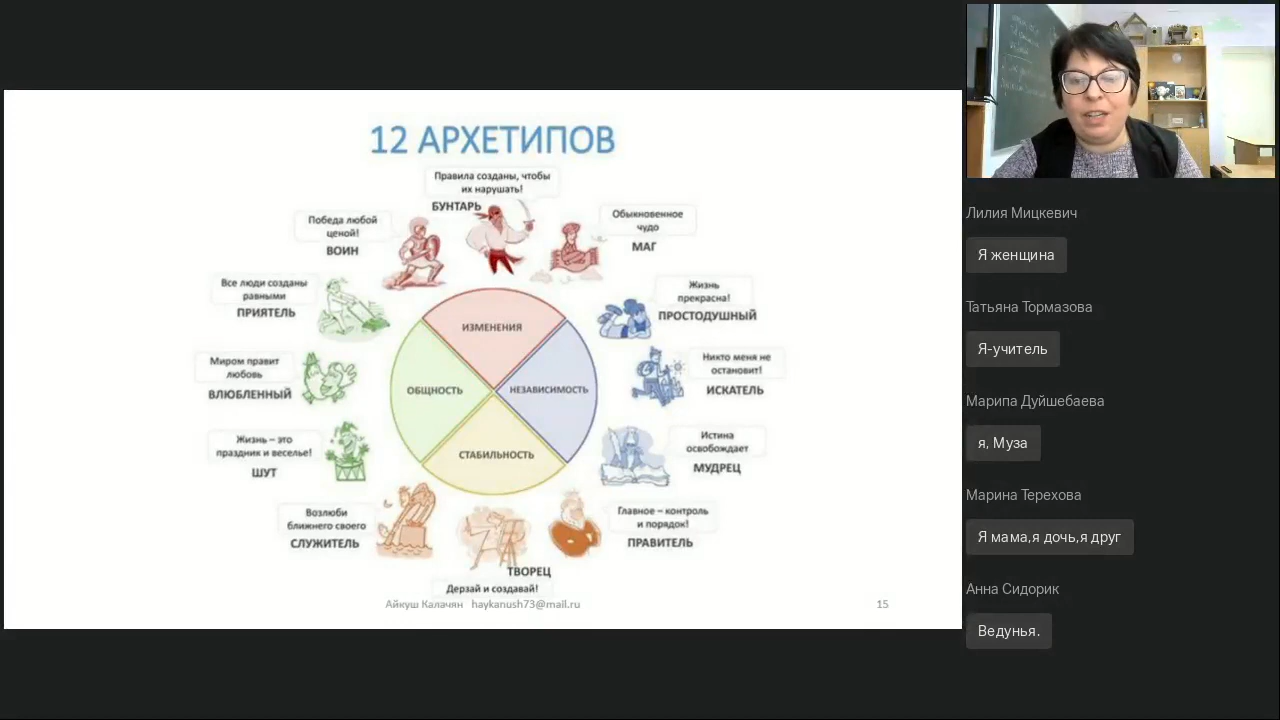 12 АРХЕТИПОВ
Правила созданы, чтобы
их нарушать!
БУНТАРЬ
Победа любой
ценой!
ВОИН
Обыкновенное
чудо
МАГ
Все люди созданы
равными
ПРИЯТЕЛЬ
Жизнь
прекрасна!
ПРОСТОДУШНЫЙ
ИЗМЕНЕНИЯ
Миром правит
любовь
ВЛЮБЛЕННЫЙ
ОБЩНОСТЬ
НЕЗАВИСИМОСТЬ
Никто меня не
остановит!
ИСКАТЕЛЬ
Жизнь – это
праздник и веселье!
ШУТ
СТАБИЛЬНОСТЬ
Истина
освобождает
МУДРЕЦ
Возлюби
ближнего своего
СЛУЖИТЕЛЬ
Главное – контроль
и порядок!
ПРАВИТЕЛЬ
ТВОРЕЦ
Дерзай и создавай!
Айкуш Калачян haykanush73@mail.ru
15
Лилия Мицкевич
Я женщина
Татьяна Тормазова
Я-учитель
Марипа Дуйшебаева
я, Муза
Марина Терехова
Я мама,я дочь,я друг
Анна Сидорик
Ведунья.